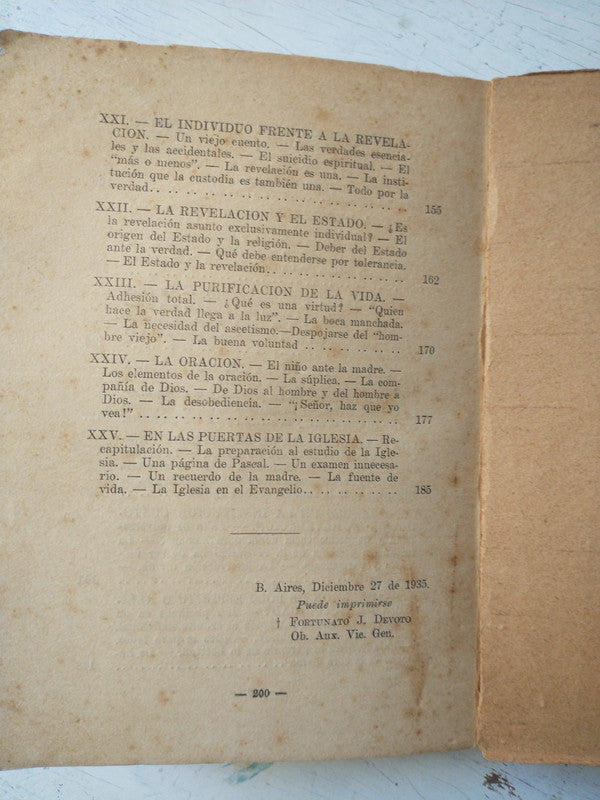 XXI. — EL INDIVIDUO FRENTE A LA REVELA-
CION. — Un viejo cuento. — Las verdades esencia-
les y las accidentales. — El suicidio espiritual. — El
"más o menos". — La revelación es una. — La insti-
tución que la custodia es también una. — Todo por la
verdad. . . . . . . . . . . . . . . . . . . . 155
XXII. — LA REVELACION Y EL ESTADO. — ¿Es
la revelación asunto exclusivamente individual? — El
origen del Estado y la religión. — Deber del Estado
ante la verdad. — Qué debe entenderse por tolerancia.
— El Estado y la revelación. . . . . . . . . . . . 162
XXIII. — LA PURIFICACION DE LA VIDA. —
Adhesión total. — ¿Qué es una virtud? — "Quien
hace la verdad llega a la luz". — La boca manchada.
— La necesidad del ascetismo.—Despojarse del "hom-
bre viejo". — La buena voluntad . . . . . . . . . 170
XXIV. — LA ORACION. — El niño ante la madre. —
Los elementos de la oración. — La súplica. — La com-
pañía de Dios. — De Dios al hombre y del hombre a
Dios. — La desobediencia. — "¡Señor, haz que yo
vea!" . . . . . . . . . . . . . . . . . . . . 177
XXV. — EN LAS PUERTAS DE LA IGLESIA. — Re-
capitulación. — La preparación al estudio de la Igle-
sia. — Una página de Pascal. — Un examen innecesa-
rio. — Un recuerdo de la madre. — La fuente de
vida. — La Iglesia en el Evangelio. . . . . . . . . 185
B. Aires, Diciembre 27 de 1935.
Puede imprimirse
† FORTUNATO J. DEVOTO
Ob. Aux. Vic. Gen.
— 200 —